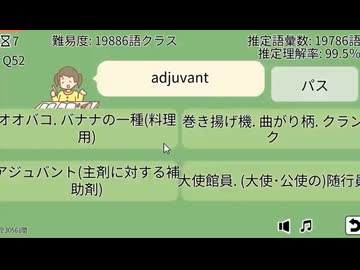 图7
難易度: 19886語クラス
推定語彙数: 19786語
推定理解率: 99.5%
Q52
adjuvant
パス
オオバコ. バナナの一種(料理用)
巻き揚げ機. 曲がり柄. クランク
アジュバント(主剤に対する補助剤)
大使館員. (大使・公使の)随行員